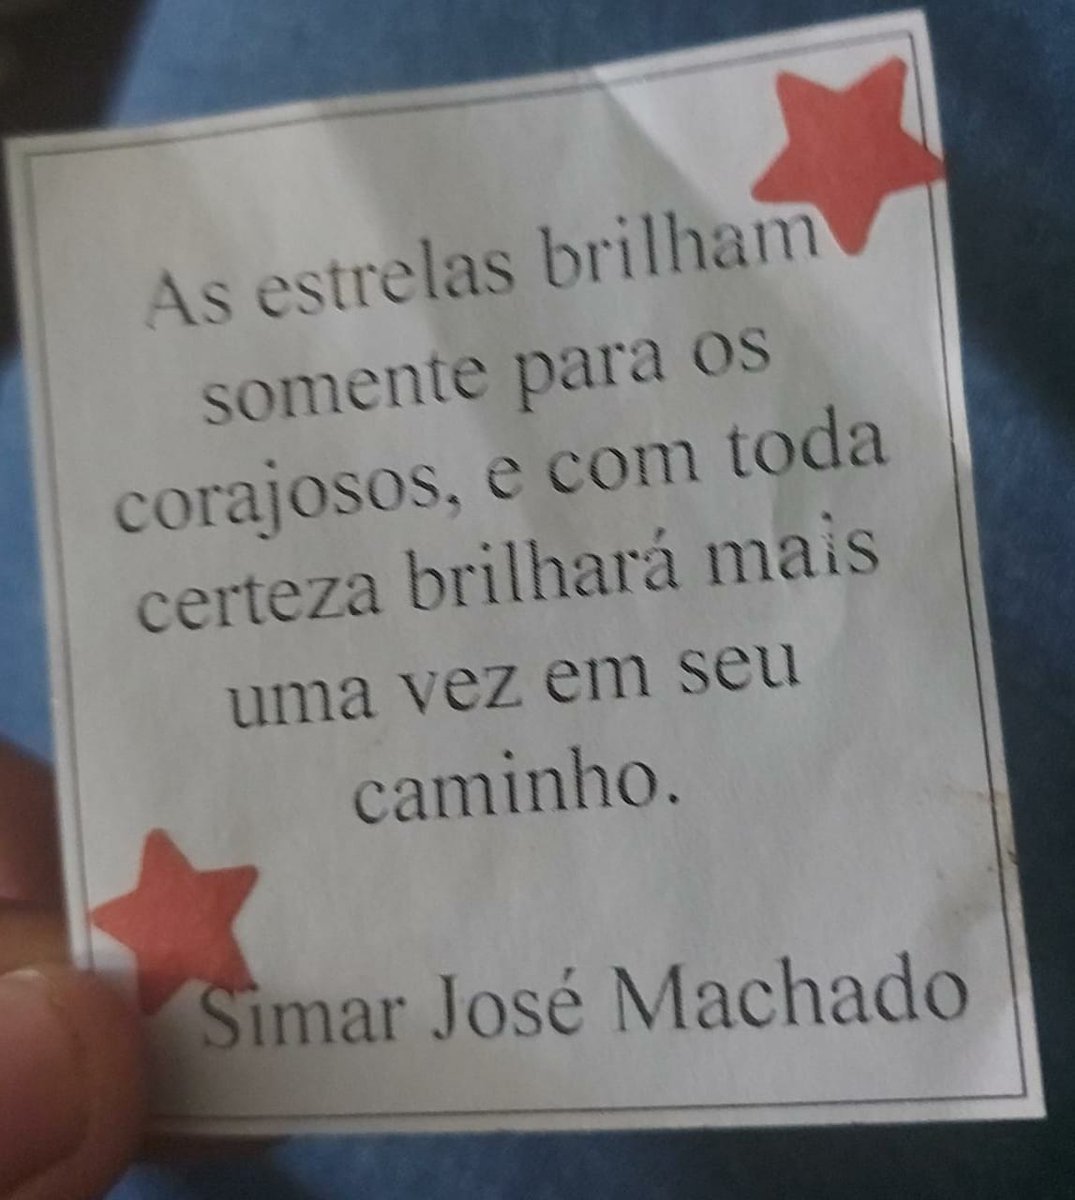 As estrelas brilham
somente para os
corajosos, e com toda
certeza brilhará mais
uma vez em seu
caminho.
Simar José Machado